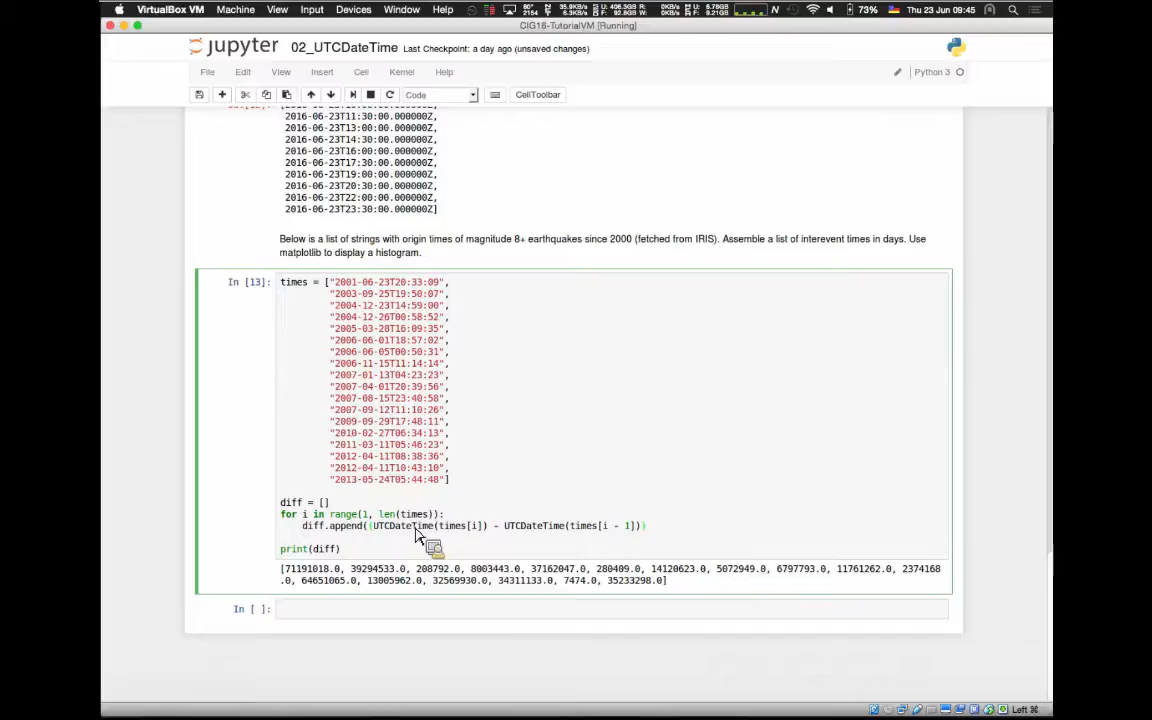 VirtualBox VM Machine View Input Devices Window Help 73% Thu 23 Jun 09:45
CIG16-TutorialVM [Running]
jupyter 02_UTCDateTime Last Checkpoint: a day ago (unsaved changes)
File Edit View Insert Cell Kernel Help Python 3
Code CellToolbar
2016-06-23T11:30:00.000000Z,
2016-06-23T13:00:00.000000Z,
2016-06-23T14:30:00.000000Z,
2016-06-23T16:00:00.000000Z,
2016-06-23T17:30:00.000000Z,
2016-06-23T19:00:00.000000Z,
2016-06-23T20:30:00.000000Z,
2016-06-23T22:00:00.000000Z,
2016-06-23T23:30:00.000000Z]
Below is a list of strings with origin times of magnitude 8+ earthquakes since 2000 (fetched from IRIS). Assemble a list of interevent times in days. Use
matplotlib to display a histogram.
In [13]: times = ["2001-06-23T20:33:09",
"2003-09-25T19:50:07",
"2004-12-23T14:59:00",
"2004-12-26T00:58:52",
"2005-03-28T16:09:35",
"2006-06-01T18:57:02",
"2006-06-05T00:50:31",
"2006-11-15T11:14:14",
"2007-01-13T04:23:23",
"2007-04-01T20:39:56",
"2007-08-15T23:40:58",
"2007-09-12T11:10:26",
"2009-09-29T17:48:11",
"2010-02-27T06:34:13",
"2011-03-11T05:46:23",
"2012-04-11T08:38:36",
"2012-04-11T10:43:10",
"2013-05-24T05:44:48"]
diff = []
for i in range(1, len(times)):
diff.append((UTCDateTime(times[i]) - UTCDateTime(times[i - 1]))
print(diff)
[71191018.0, 39294533.0, 208792.0, 8003443.0, 37162047.0, 280409.0, 14120623.0, 5072949.0, 6797793.0, 11761262.0, 2374168
.0, 64651065.0, 13005962.0, 32569930.0, 34311133.0, 7474.0, 35233298.0]
In [ ]:
Left ⌘